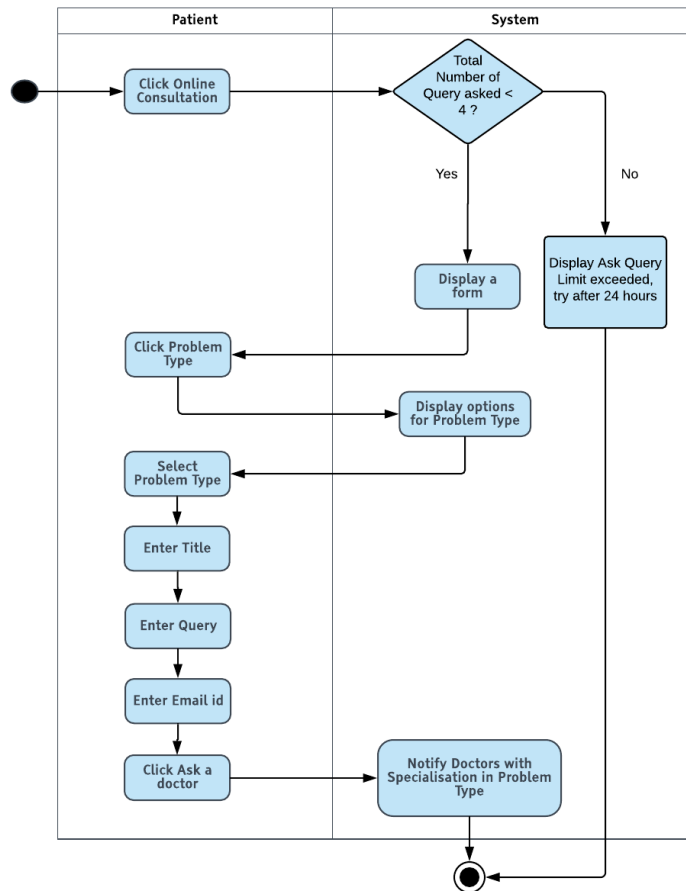 Patient
System
Click Online
Consultation
Total
Number of
Query asked <
4 ?
Yes
No
Display a
form
Display Ask Query
Limit exceeded,
try after 24 hours
Click Problem
Type
Display options
for Problem Type
Select
Problem Type
Enter Title
Enter Query
Enter Email id
Click Ask a
doctor
Notify Doctors with
Specialisation in Problem
Type